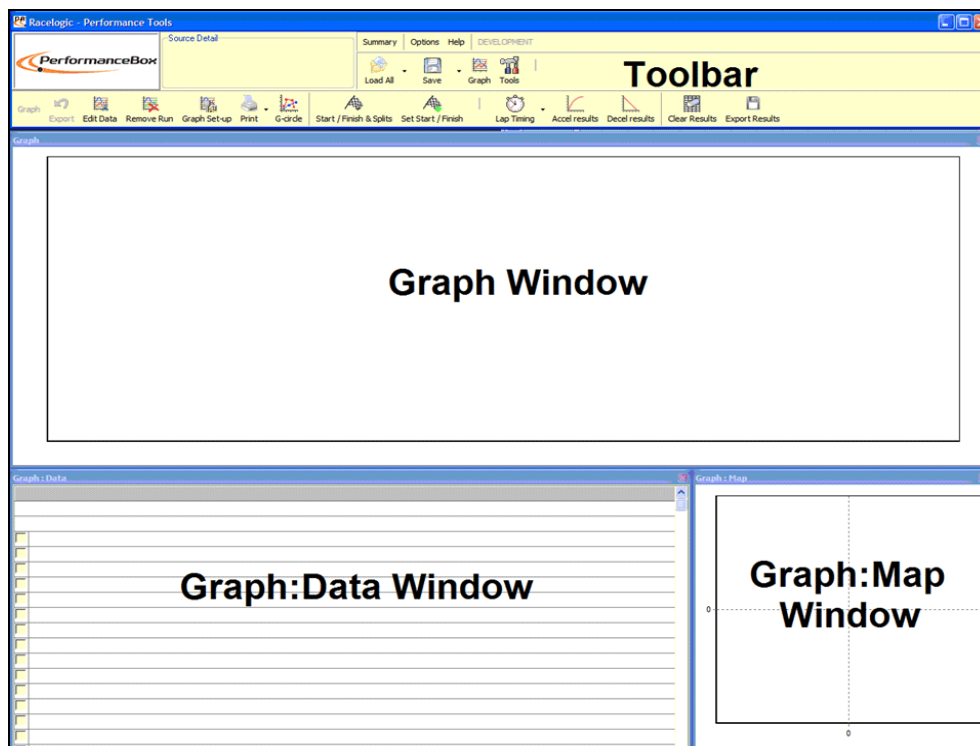 Racelogic - Performance Tools
PerformanceBox
Source Detail
Summary Options Help DEVELOPMENT
Load All Save Graph Tools
Toolbar
Graph Export Edit Data Remove Run Graph Set-up Print G-circle Start / Finish & Splits Set Start / Finish Lap Timing Accel results Decel results Clear Results Export Results
Graph
Graph Window
Graph : Data
Graph:Data Window
Graph : Map
Graph:Map
Window
0
0